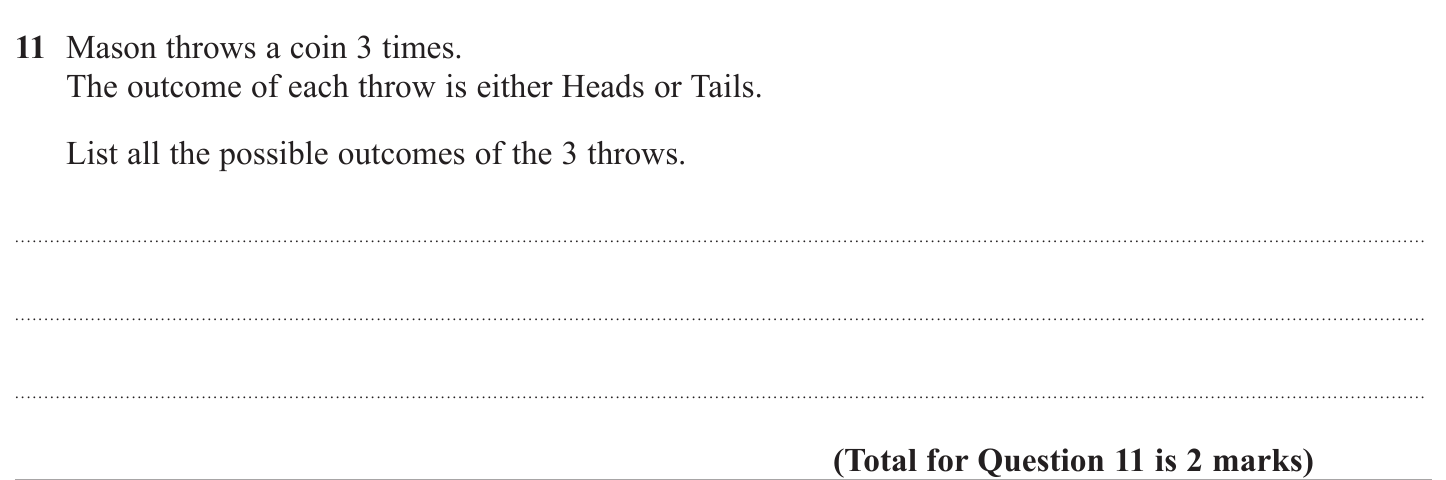 11 Mason throws a coin 3 times.
The outcome of each throw is either Heads or Tails.
List all the possible outcomes of the 3 throws.
(Total for Question 11 is 2 marks)